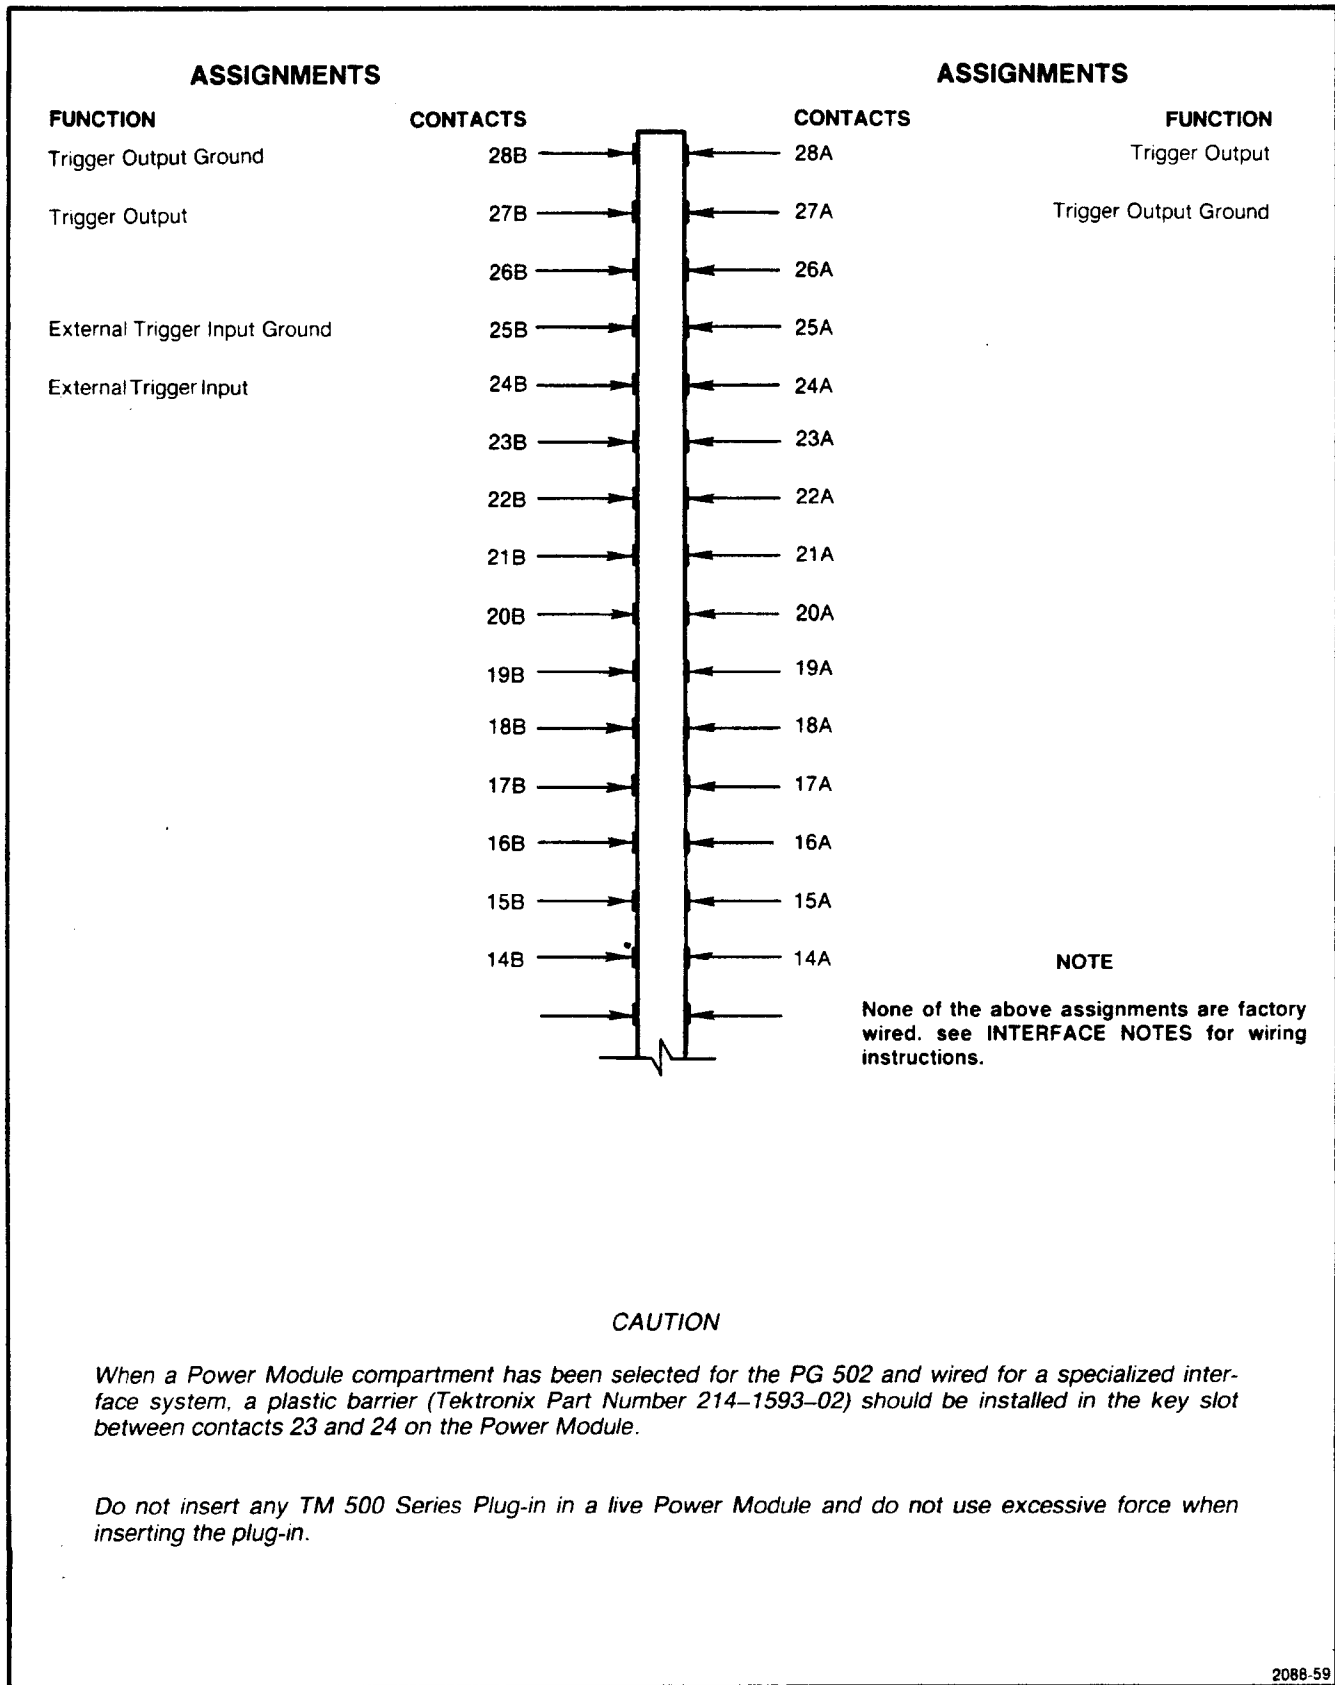 ASSIGNMENTS ASSIGNMENTS
FUNCTION CONTACTS CONTACTS FUNCTION
Trigger Output Ground 28B 28A Trigger Output
Trigger Output 27B 27A Trigger Output Ground
26B 26A
External Trigger Input Ground 25B 25A
External Trigger Input 24B 24A
23B 23A
22B 22A
21B 21A
20B 20A
19B 19A
18B 18A
17B 17A
16B 16A
15B 15A
14B 14A
NOTE
None of the above assignments are factory
wired. see INTERFACE NOTES for wiring
instructions.
CAUTION
When a Power Module compartment has been selected for the PG 502 and wired for a specialized inter-
face system, a plastic barrier (Tektronix Part Number 214–1593–02) should be installed in the key slot
between contacts 23 and 24 on the Power Module.
Do not insert any TM 500 Series Plug-in in a live Power Module and do not use excessive force when
inserting the plug-in.
2088-59